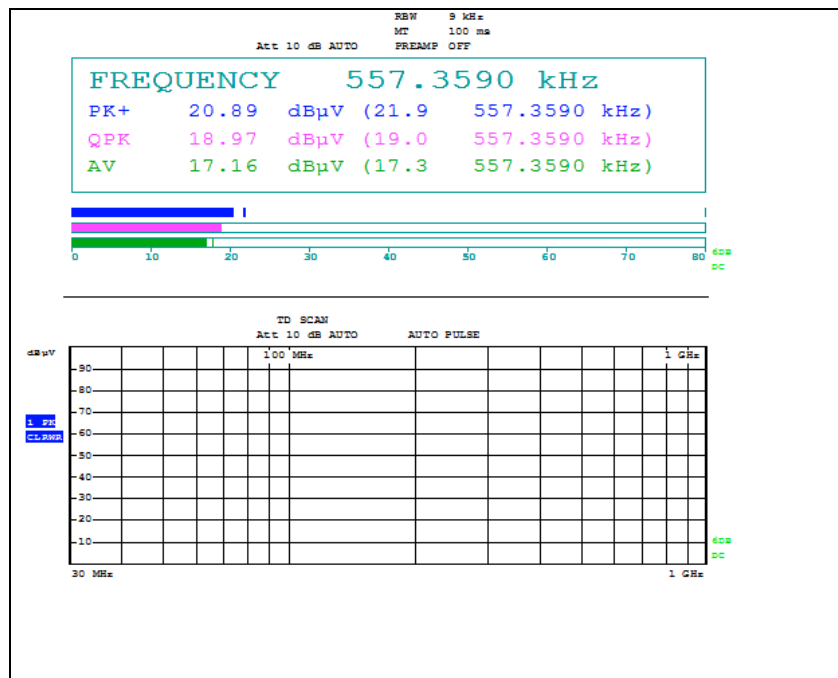 RBW 9 kHz
MT 100 ms
Att 10 dB AUTO PREAMP OFF
FREQUENCY 557.3590 kHz
PK+ 20.89 dBµV (21.9 557.3590 kHz)
QPK 18.97 dBµV (19.0 557.3590 kHz)
AV 17.16 dBµV (17.3 557.3590 kHz)
0 10 20 30 40 50 60 70 80
6DB
DC
TD SCAN
Att 10 dB AUTO AUTO PULSE
dBµV
100 MHz 1 GHz
90
80
70
1 PK
60
CLRWR
50
40
30
20
10
6DB
DC
30 MHz 1 GHz